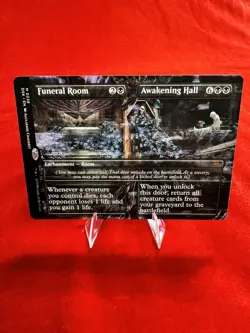 Funeral Room 2
Awakening Hall 6
Enchantment — Room
(You may cast either half. That door unlocks on the battlefield. As a sorcery,
you may pay the mana cost of a locked door to unlock it.)
Whenever a creature
you control dies, each
opponent loses 1 life and
you gain 1 life.
When you unlock
this door, return all
creature cards from
your graveyard to the
battlefield.